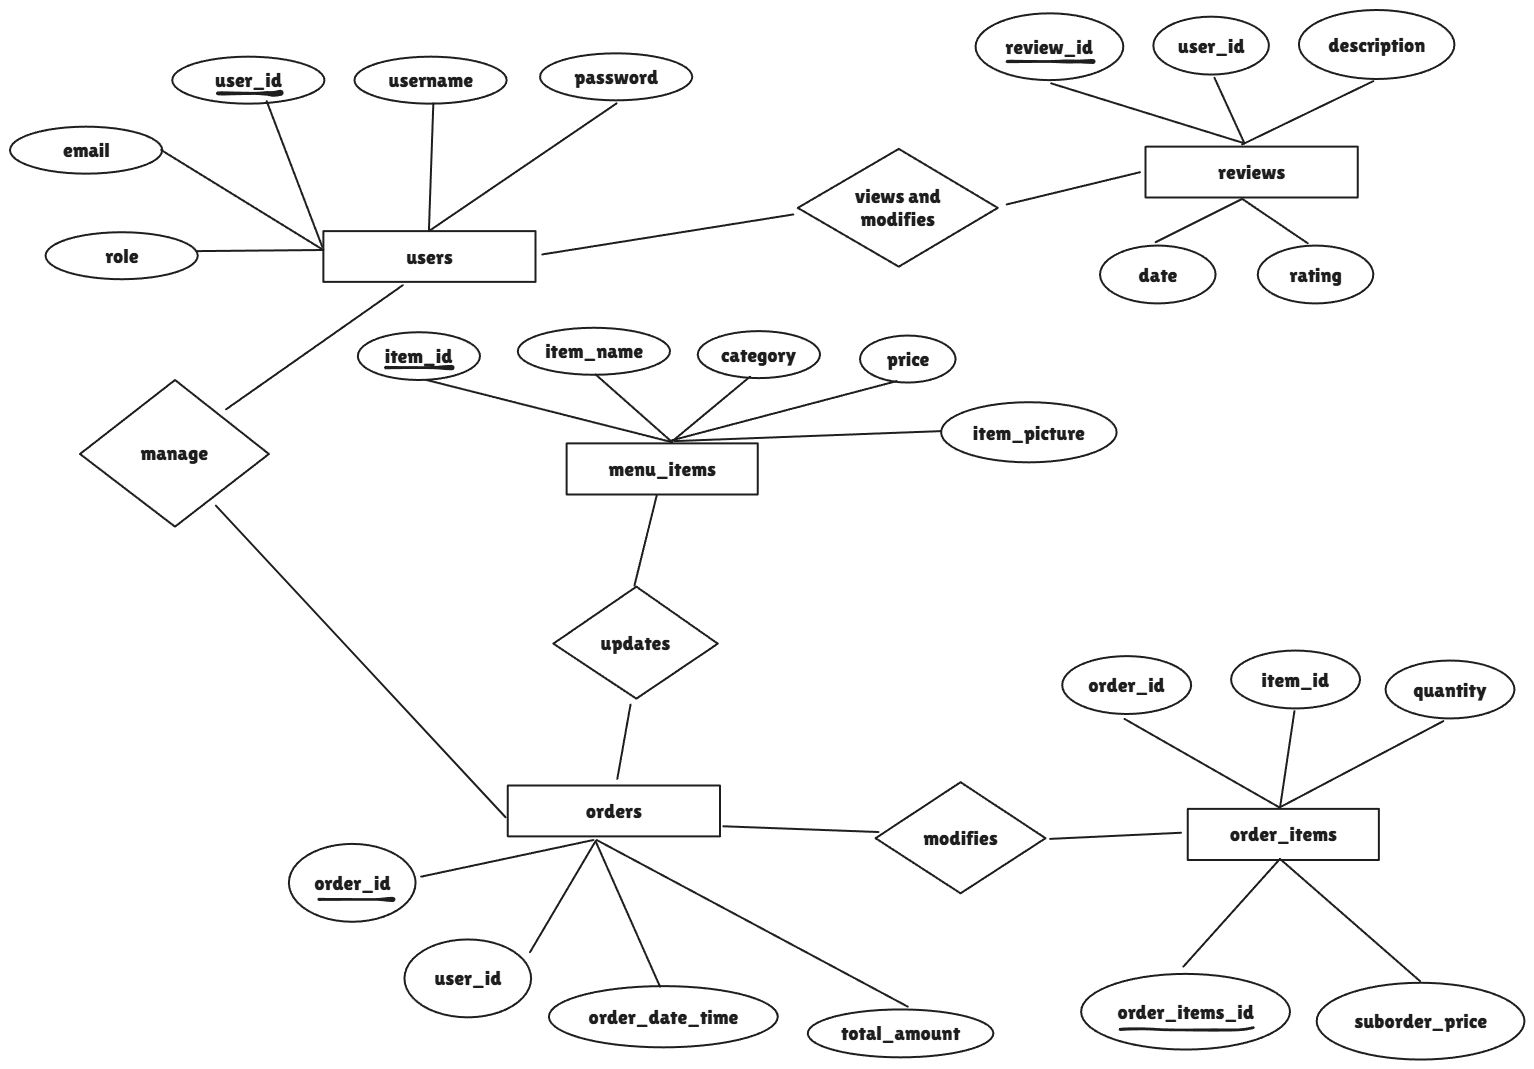 review_id
user_id
description
user_id
username
password
email
reviews
views and
modifies
role
users
date
rating
item_id
item_name
category
price
item_picture
manage
menu_items
updates
order_id
item_id
quantity
orders
modifies
order_items
order_id
user_id
order_date_time
total_amount
order_items_id
suborder_price